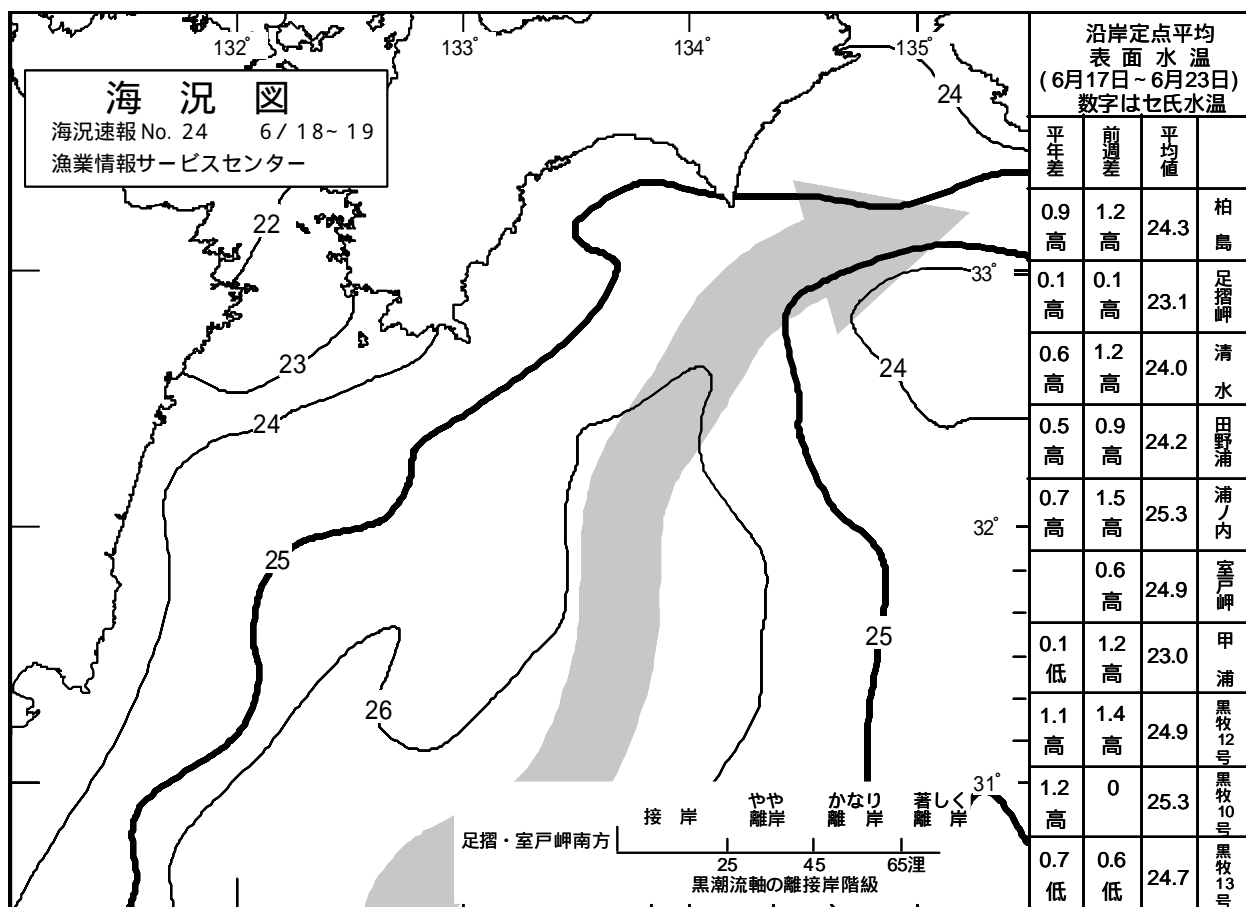 132°
133°
134°
135°
海況図
海況速報No. 24 6/18~19
漁業情報サービスセンター
22
23
24
25
26
24
24
25
33°
32°
31°
接岸
やや離岸
かなり離岸
著しく離岸
足摺・室戸岬南方
25 45 65浬
黒潮流軸の離接岸階級
沿岸定点平均
表面水温
(6月17日~6月23日)
数字はセ氏水温
平年差 前週差 平均値
0.9高 1.2高 24.3 柏島
0.1高 0.1高 23.1 足摺岬
0.6高 1.2高 24.0 清水
0.5高 0.9高 24.2 田野浦
0.7高 1.5高 25.3 浦ノ内
0.6高 24.9 室戸岬
0.1低 1.2高 23.0 甲浦
1.1高 1.4高 24.9 黒牧12号
1.2高 0 25.3 黒牧10号
0.7低 0.6低 24.7 黒牧13号